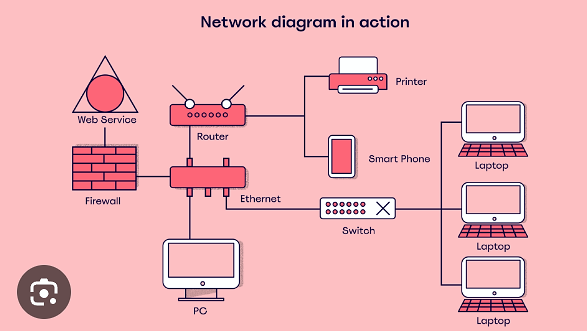 Network diagram in action
Printer
Web Service
Router
Smart Phone
Laptop
Firewall
Ethernet
Switch
Laptop
PC
Laptop